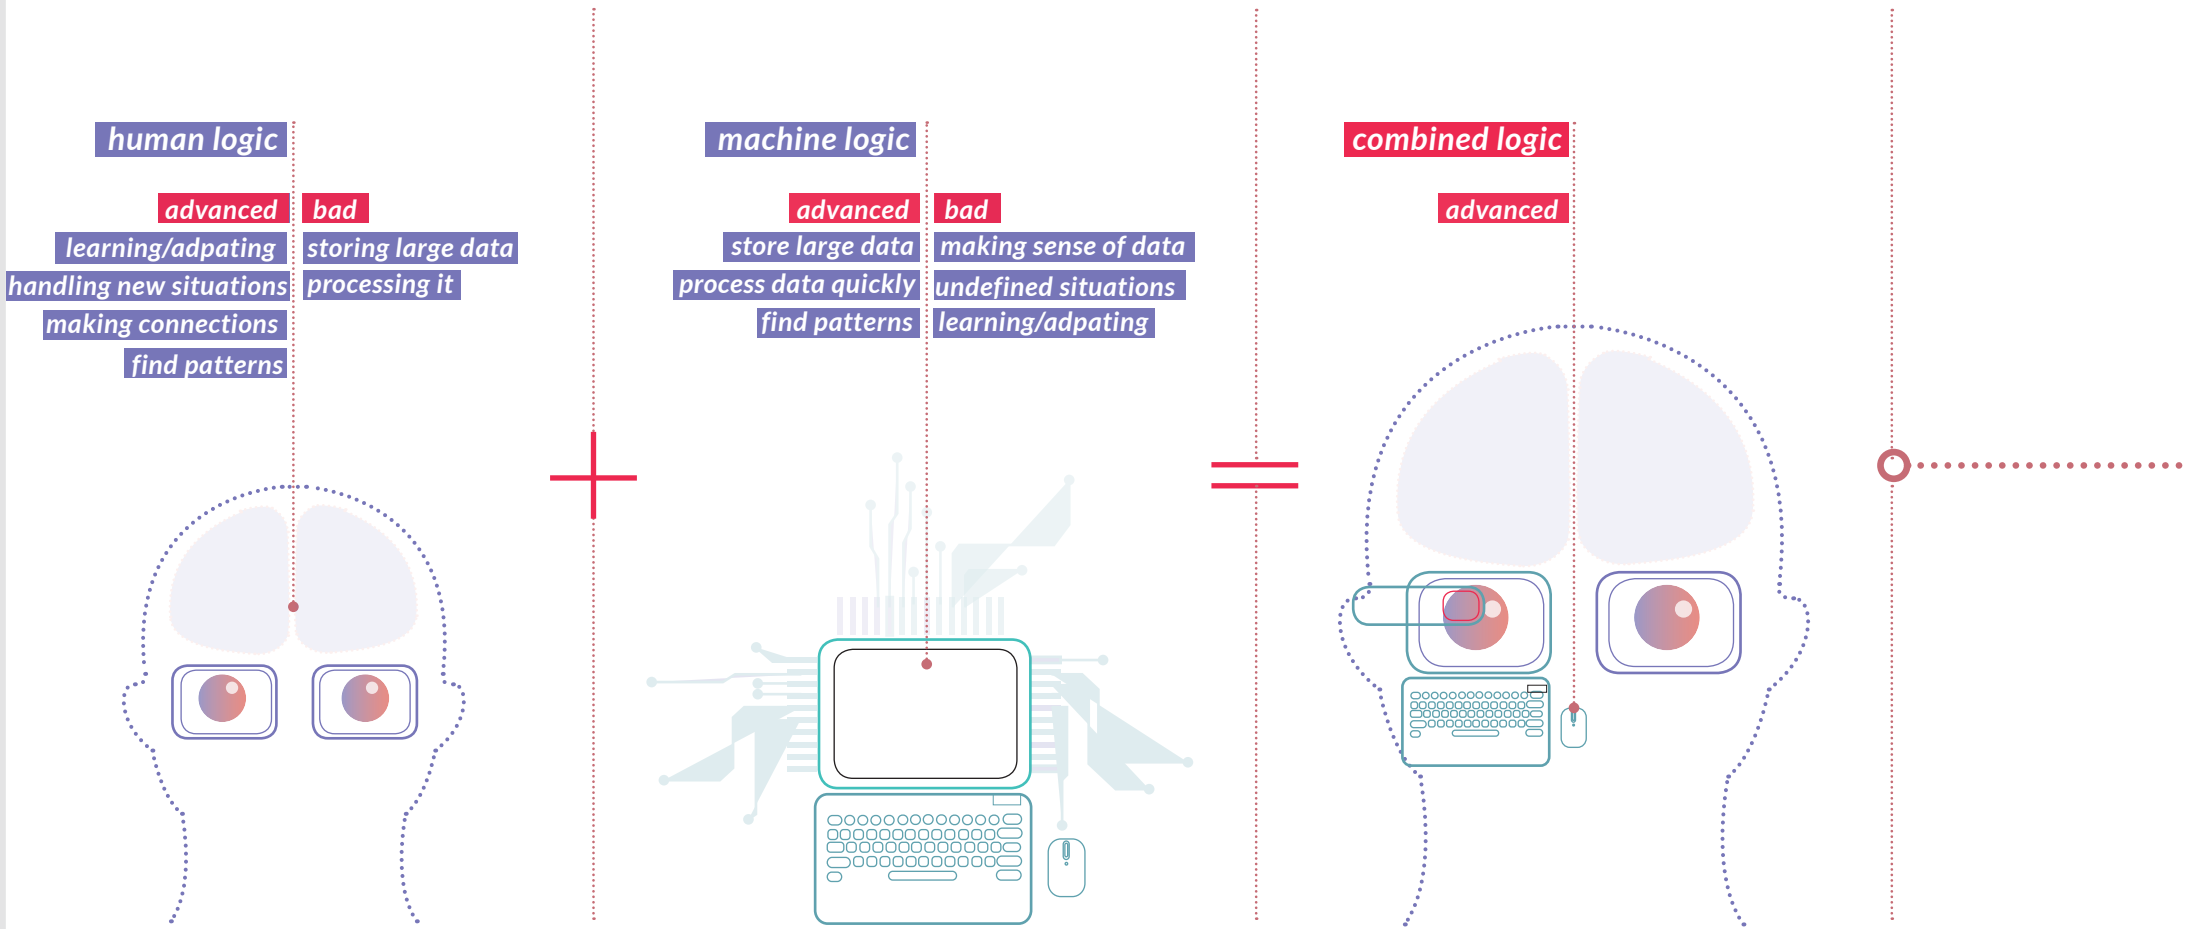 human logic
advanced
learning/adpating
handling new situations
making connections
find patterns
bad
storing large data
processing it
machine logic
advanced
store large data
process data quickly
find patterns
bad
making sense of data
undefined situations
learning/adpating
combined logic
advanced